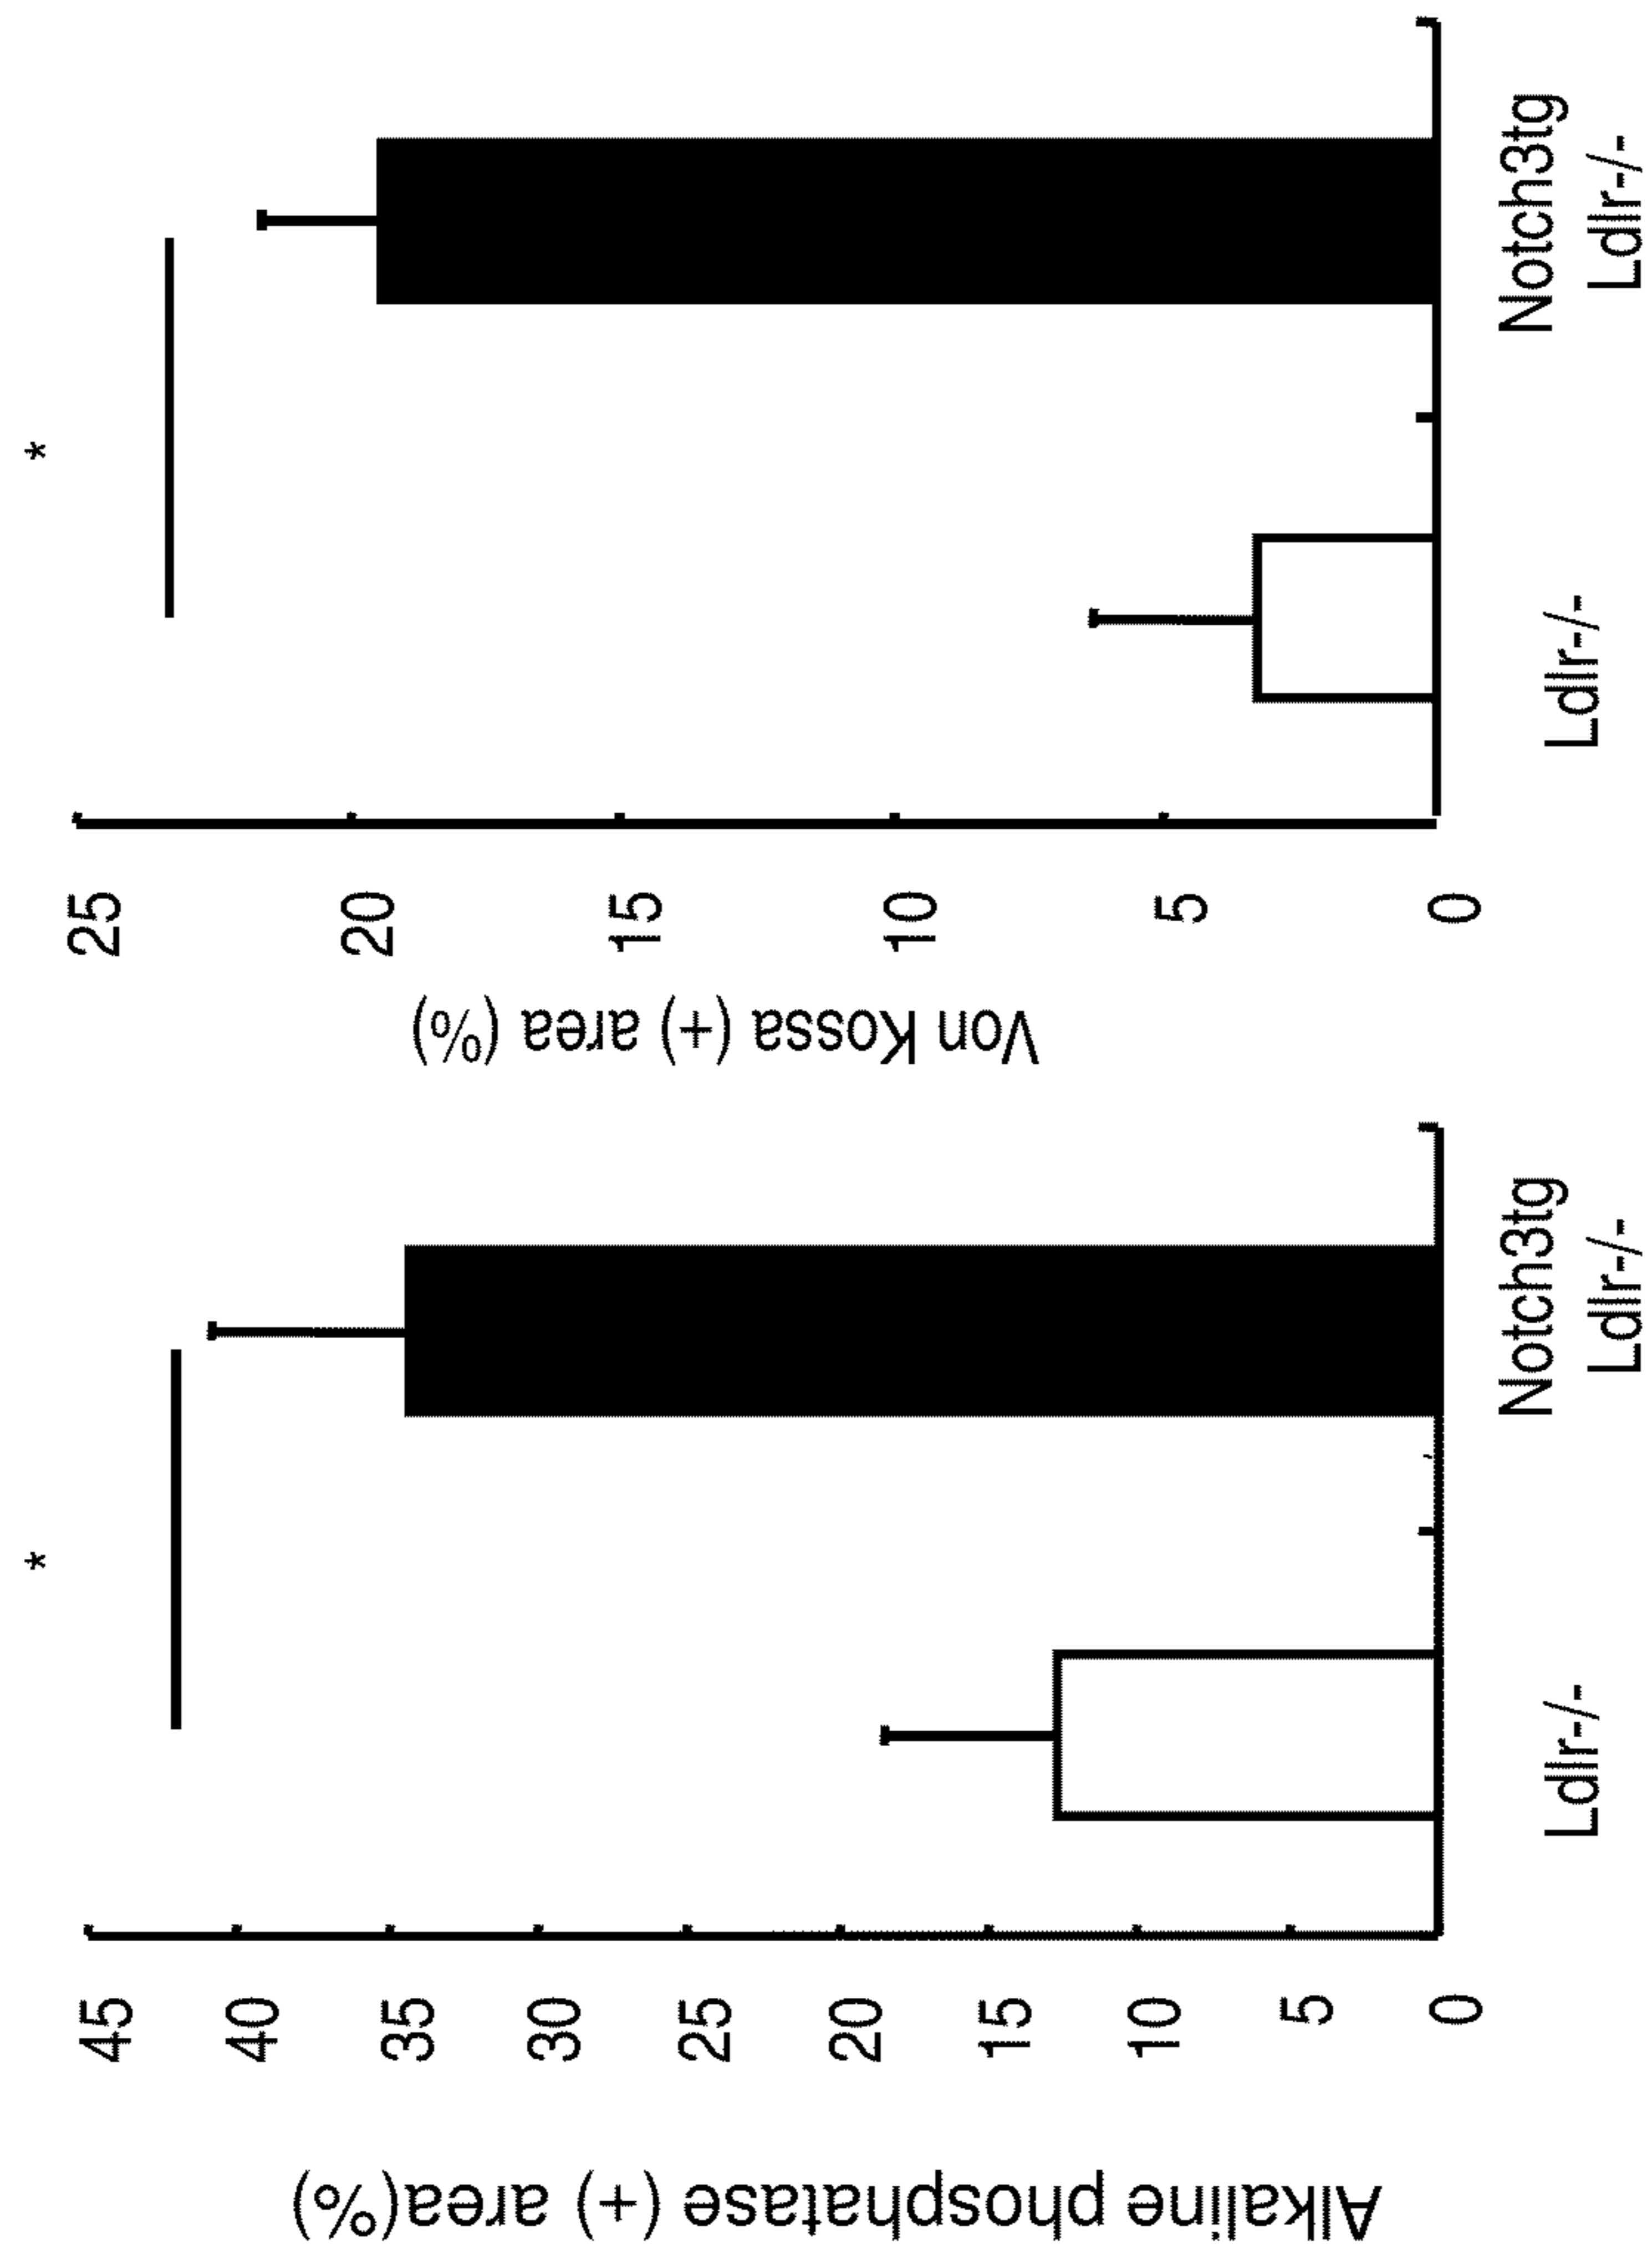 Alkaline phosphatase (+) area(%)
45
40
35
30
25
20
15
10
5
0
*
Ldlr-/-
Notch3tg
Ldlr-/-
Von Kossa (+) area (%)
25
20
15
10
5
0
*
Ldlr-/-
Notch3tg
Ldlr-/-